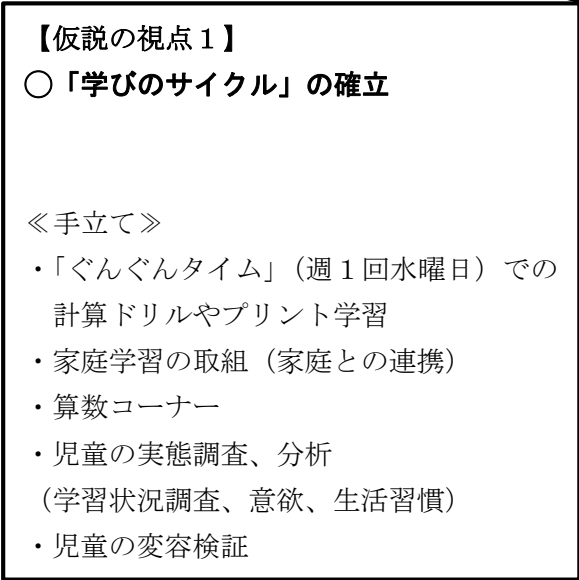 【仮説の視点１】
○「学びのサイクル」の確立
≪手立て≫
・「ぐんぐんタイム」（週１回水曜日）での
計算ドリルやプリント学習
・家庭学習の取組（家庭との連携）
・算数コーナー
・児童の実態調査、分析
（学習状況調査、意欲、生活習慣）
・児童の変容検証